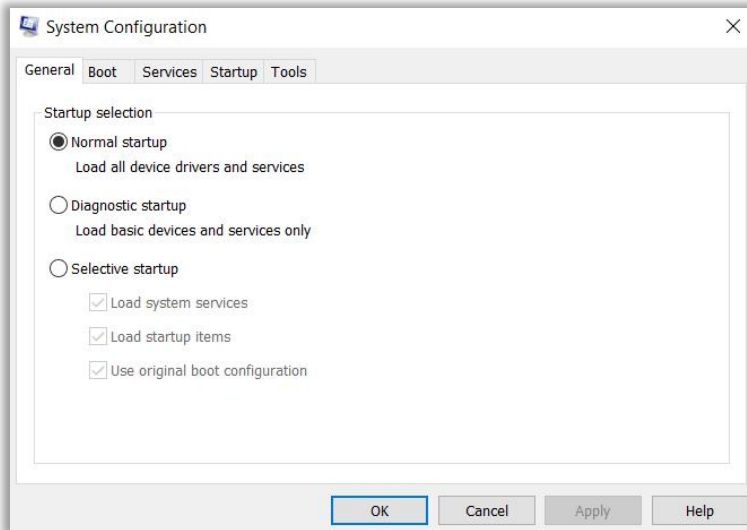 System Configuration
General Boot Services Startup Tools
Startup selection
Normal startup
Load all device drivers and services
Diagnostic startup
Load basic devices and services only
Selective startup
Load system services
Load startup items
Use original boot configuration
OK Cancel Apply Help